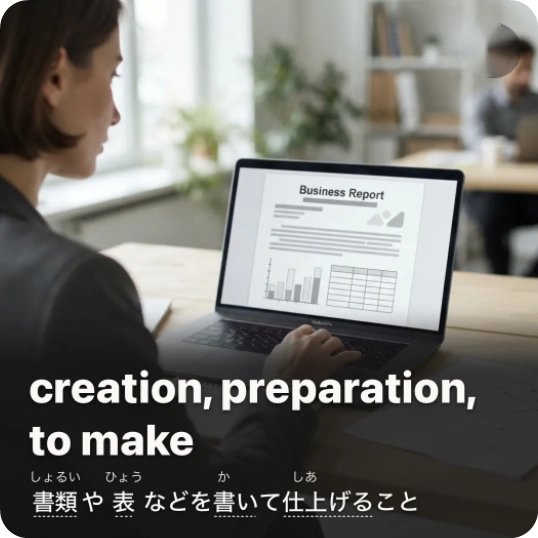 Business Report
creation, preparation,
to make
しょるい ひょう か しあ
書類や表などを書いて仕上げること